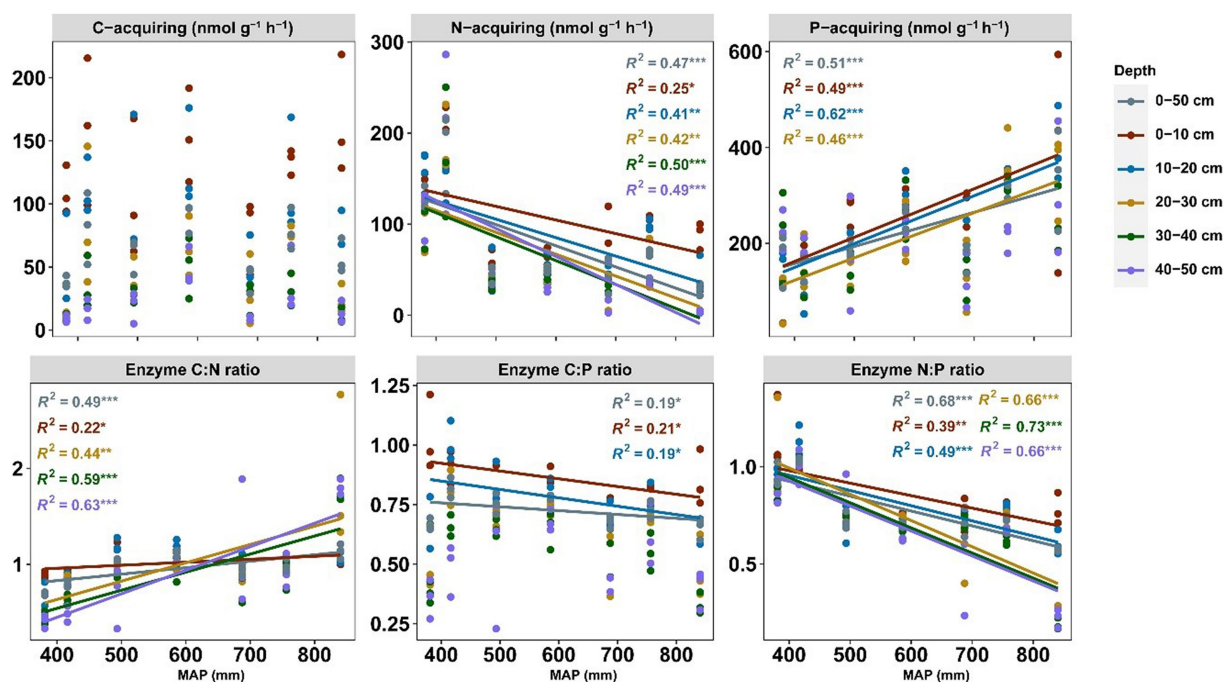 C−acquiring (nmol g⁻¹ h⁻¹)
N−acquiring (nmol g⁻¹ h⁻¹)
P−acquiring (nmol g⁻¹ h⁻¹)
200
150
100
50
0
300
200
100
0
R² = 0.47***
R² = 0.25*
R² = 0.41**
R² = 0.42**
R² = 0.50***
R² = 0.49***
600
400
200
R² = 0.51***
R² = 0.49***
R² = 0.62***
R² = 0.46***
Depth
0−50 cm
0−10 cm
10−20 cm
20−30 cm
30−40 cm
40−50 cm
Enzyme C:N ratio
Enzyme C:P ratio
Enzyme N:P ratio
2
1
R² = 0.49***
R² = 0.22*
R² = 0.44**
R² = 0.59***
R² = 0.63***
400 500 600 700 800
MAP (mm)
1.25
1.00
0.75
0.50
0.25
R² = 0.19*
R² = 0.21*
R² = 0.19*
400 500 600 700 800
MAP (mm)
1.0
0.5
R² = 0.68*** R² = 0.66***
R² = 0.39** R² = 0.73***
R² = 0.49*** R² = 0.66***
400 500 600 700 800
MAP (mm)